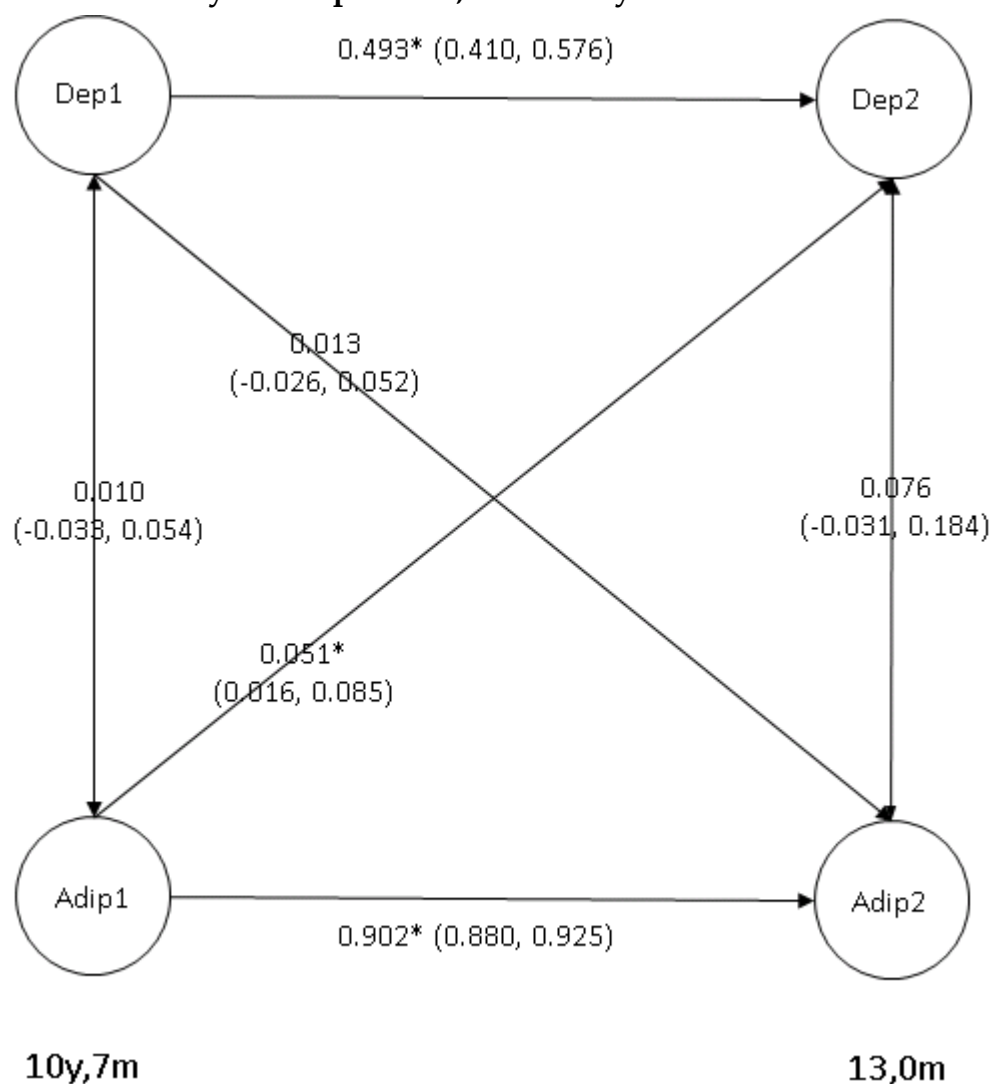 0.493* (0.410, 0.576)
Dep1
Dep2
0.013
(-0.026, 0.052)
0.010
(-0.033, 0.054)
0.076
(-0.031, 0.184)
0.051*
(0.016, 0.085)
Adip1
Adip2
0.902* (0.880, 0.925)
10y,7m
13,0m